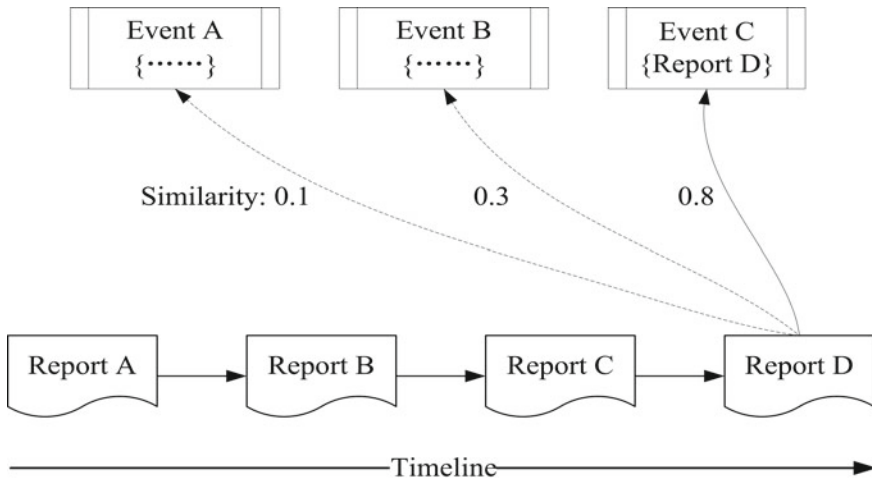 Event A
{⋯⋯}
Event B
{⋯⋯}
Event C
{Report D}
Similarity: 0.1
0.3
0.8
Report A
Report B
Report C
Report D
Timeline